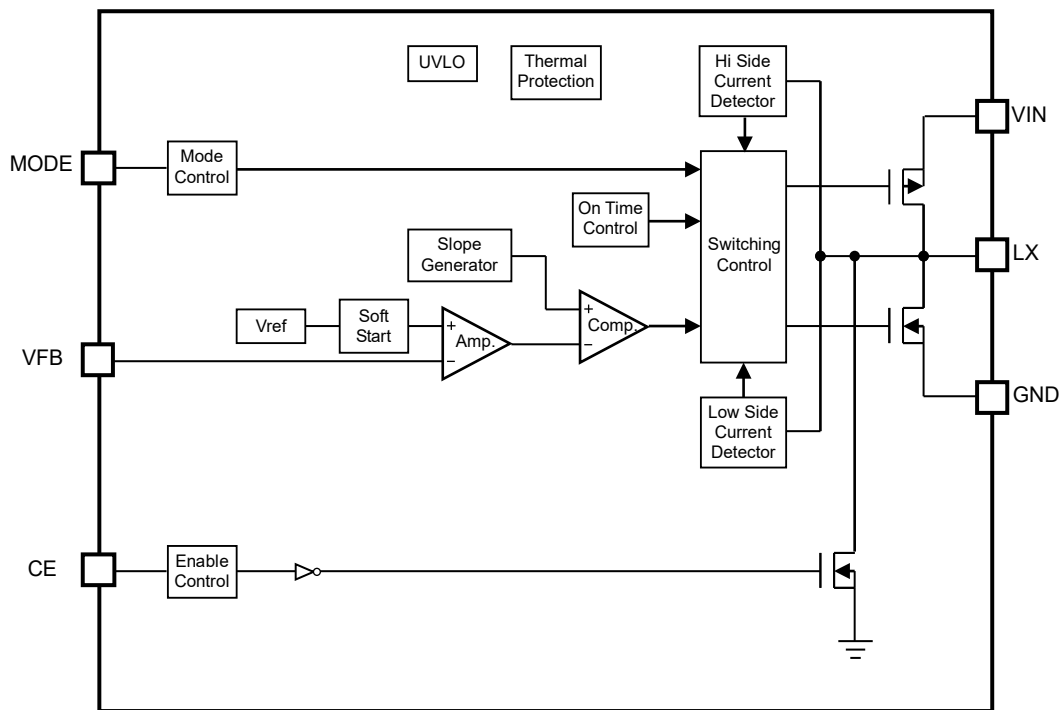 UVLO
Thermal
Protection
Hi Side
Current
Detector
VIN
MODE
Mode
Control
On Time
Control
Switching
Control
Slope
Generator
LX
Vref
Soft
Start
+
Amp.
−
+
Comp.
−
VFB
GND
Low Side
Current
Detector
CE
Enable
Control